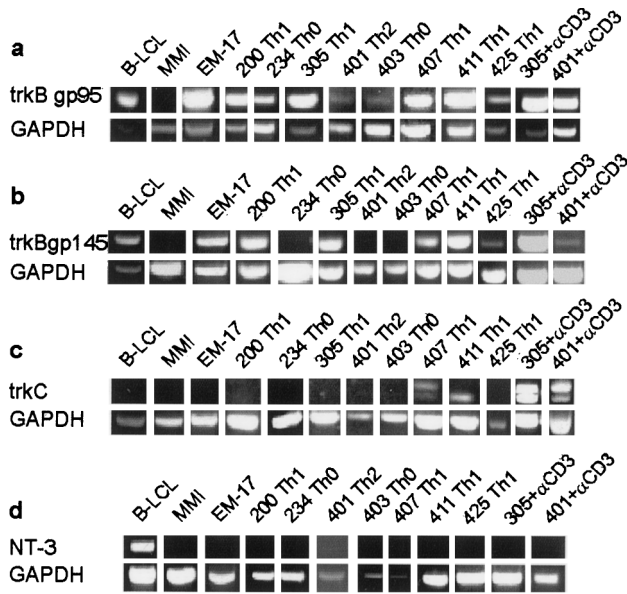 a
B-LCL MMI EM-17 200 Th1 234 Th0 305 Th1 401 Th2 403 Th0 407 Th1 411 Th1 425 Th1 305+αCD3 401+αCD3
trkB gp95
GAPDH
b
B-LCL MMI EM-17 200 Th1 234 Th0 305 Th1 401 Th2 403 Th0 407 Th1 411 Th1 425 Th1 305+αCD3 401+αCD3
trkBgp145
GAPDH
c
B-LCL MMI EM-17 200 Th1 234 Th0 305 Th1 401 Th2 403 Th0 407 Th1 411 Th1 425 Th1 305+αCD3 401+αCD3
trkC
GAPDH
d
B-LCL MMI EM-17 200 Th1 234 Th0 401 Th2 403 Th0 407 Th1 411 Th1 425 Th1 305+αCD3 401+αCD3
NT-3
GAPDH